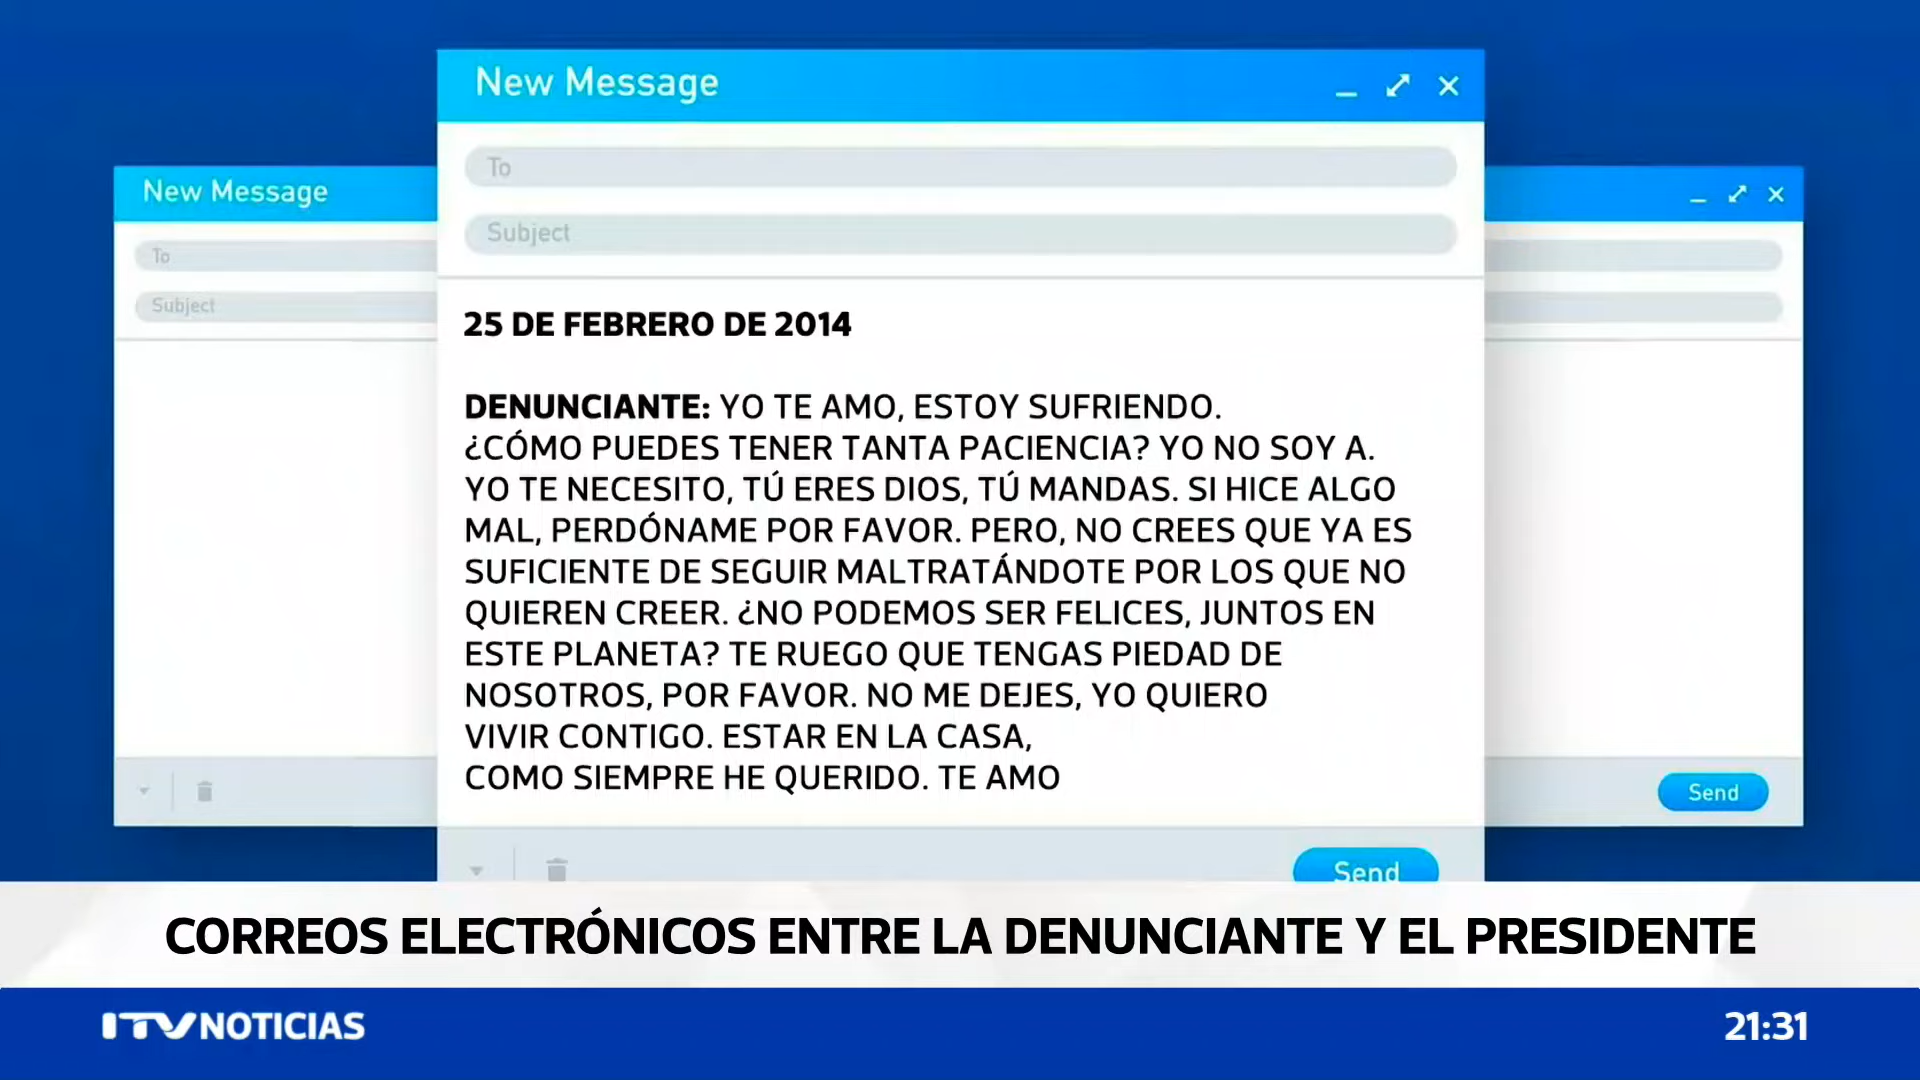 New Message
To
Subject
New Message
To
Subject
25 DE FEBRERO DE 2014
DENUNCIANTE: YO TE AMO, ESTOY SUFRIENDO.
¿CÓMO PUEDES TENER TANTA PACIENCIA? YO NO SOY A.
YO TE NECESITO, TÚ ERES DIOS, TÚ MANDAS. SI HICE ALGO
MAL, PERDÓNAME POR FAVOR. PERO, NO CREES QUE YA ES
SUFICIENTE DE SEGUIR MALTRATÁNDOTE POR LOS QUE NO
QUIEREN CREER. ¿NO PODEMOS SER FELICES, JUNTOS EN
ESTE PLANETA? TE RUEGO QUE TENGAS PIEDAD DE
NOSOTROS, POR FAVOR. NO ME DEJES, YO QUIERO
VIVIR CONTIGO. ESTAR EN LA CASA,
COMO SIEMPRE HE QUERIDO. TE AMO
Send
Send
CORREOS ELECTRÓNICOS ENTRE LA DENUNCIANTE Y EL PRESIDENTE
ITV NOTICIAS
21:31